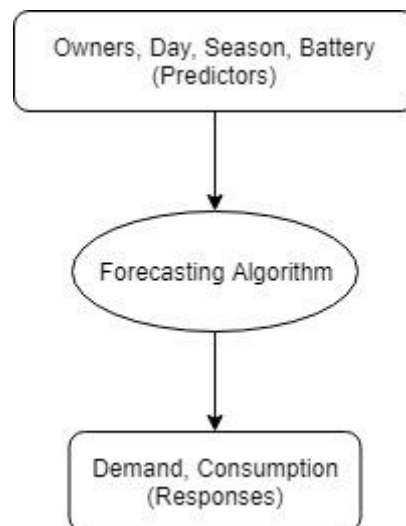 Owners, Day, Season, Battery
(Predictors)
Forecasting Algorithm
Demand, Consumption
(Responses)